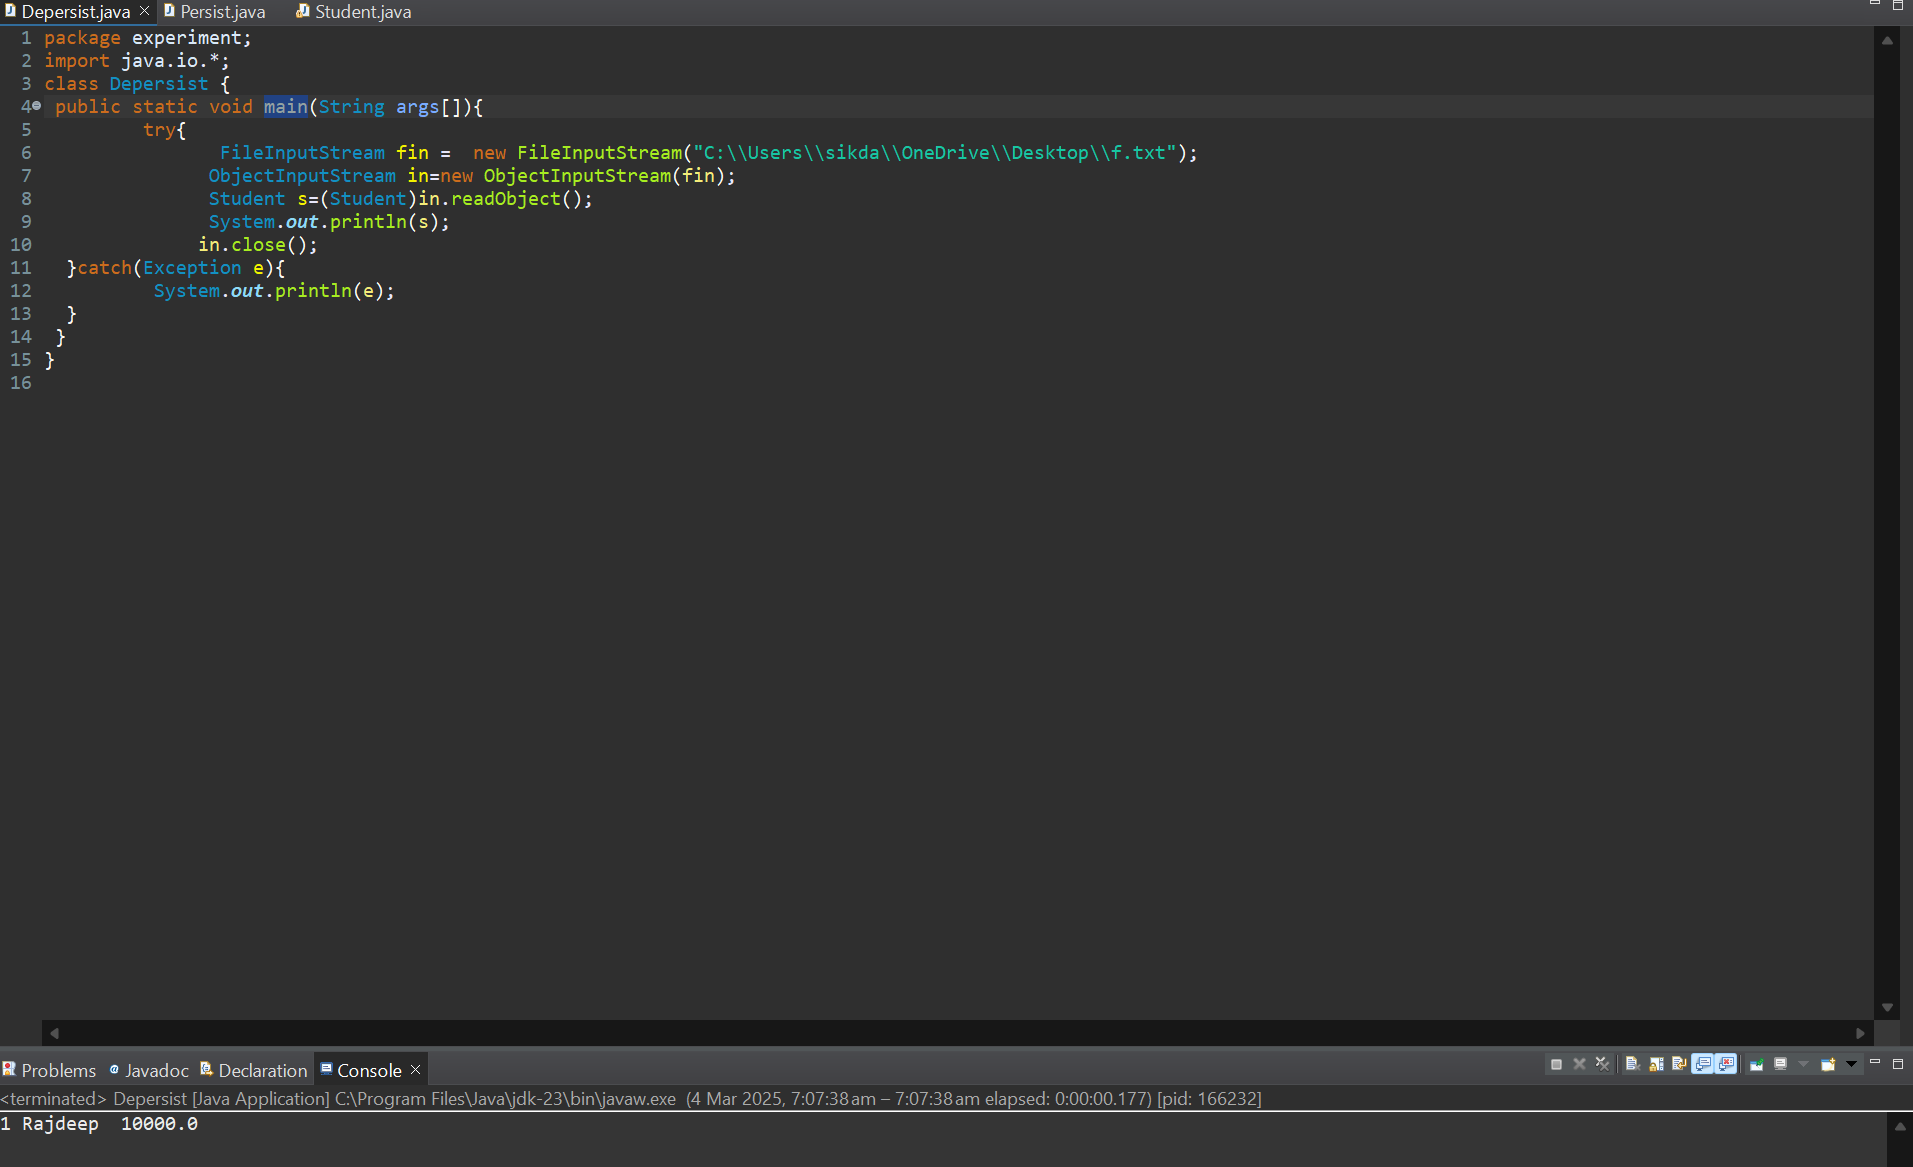 Depersist.java Persist.java Student.java
1 package experiment;
2 import java.io.*;
3 class Depersist {
4 public static void main(String args[]){
5 try{
6 FileInputStream fin =  new FileInputStream("C:\\Users\\sikda\\OneDrive\\Desktop\\f.txt");
7 ObjectInputStream in=new ObjectInputStream(fin);
8 Student s=(Student)in.readObject();
9 System.out.println(s);
10 in.close();
11 }catch(Exception e){
12 System.out.println(e);
13 }
14 }
15 }
16
Problems @ Javadoc Declaration Console
<terminated> Depersist [Java Application] C:\Program Files\Java\jdk-23\bin\javaw.exe  (4 Mar 2025, 7:07:38 am – 7:07:38 am elapsed: 0:00:00.177) [pid: 166232]
1 Rajdeep  10000.0